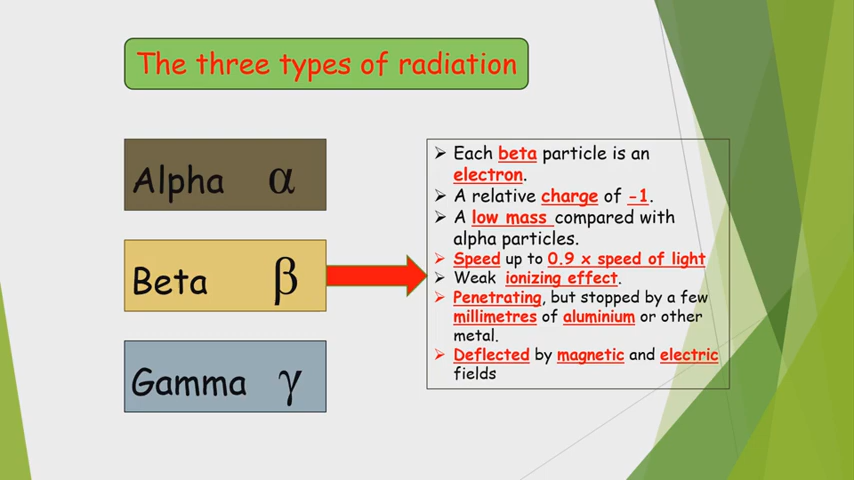 The three types of radiation
Alpha α
Beta β
Gamma γ
➢ Each beta particle is an
electron.
➢ A relative charge of -1.
➢ A low mass compared with
alpha particles.
➢ Speed up to 0.9 x speed of light
➢ Weak ionizing effect.
➢ Penetrating, but stopped by a few
millimetres of aluminium or other
metal.
➢ Deflected by magnetic and electric
fields